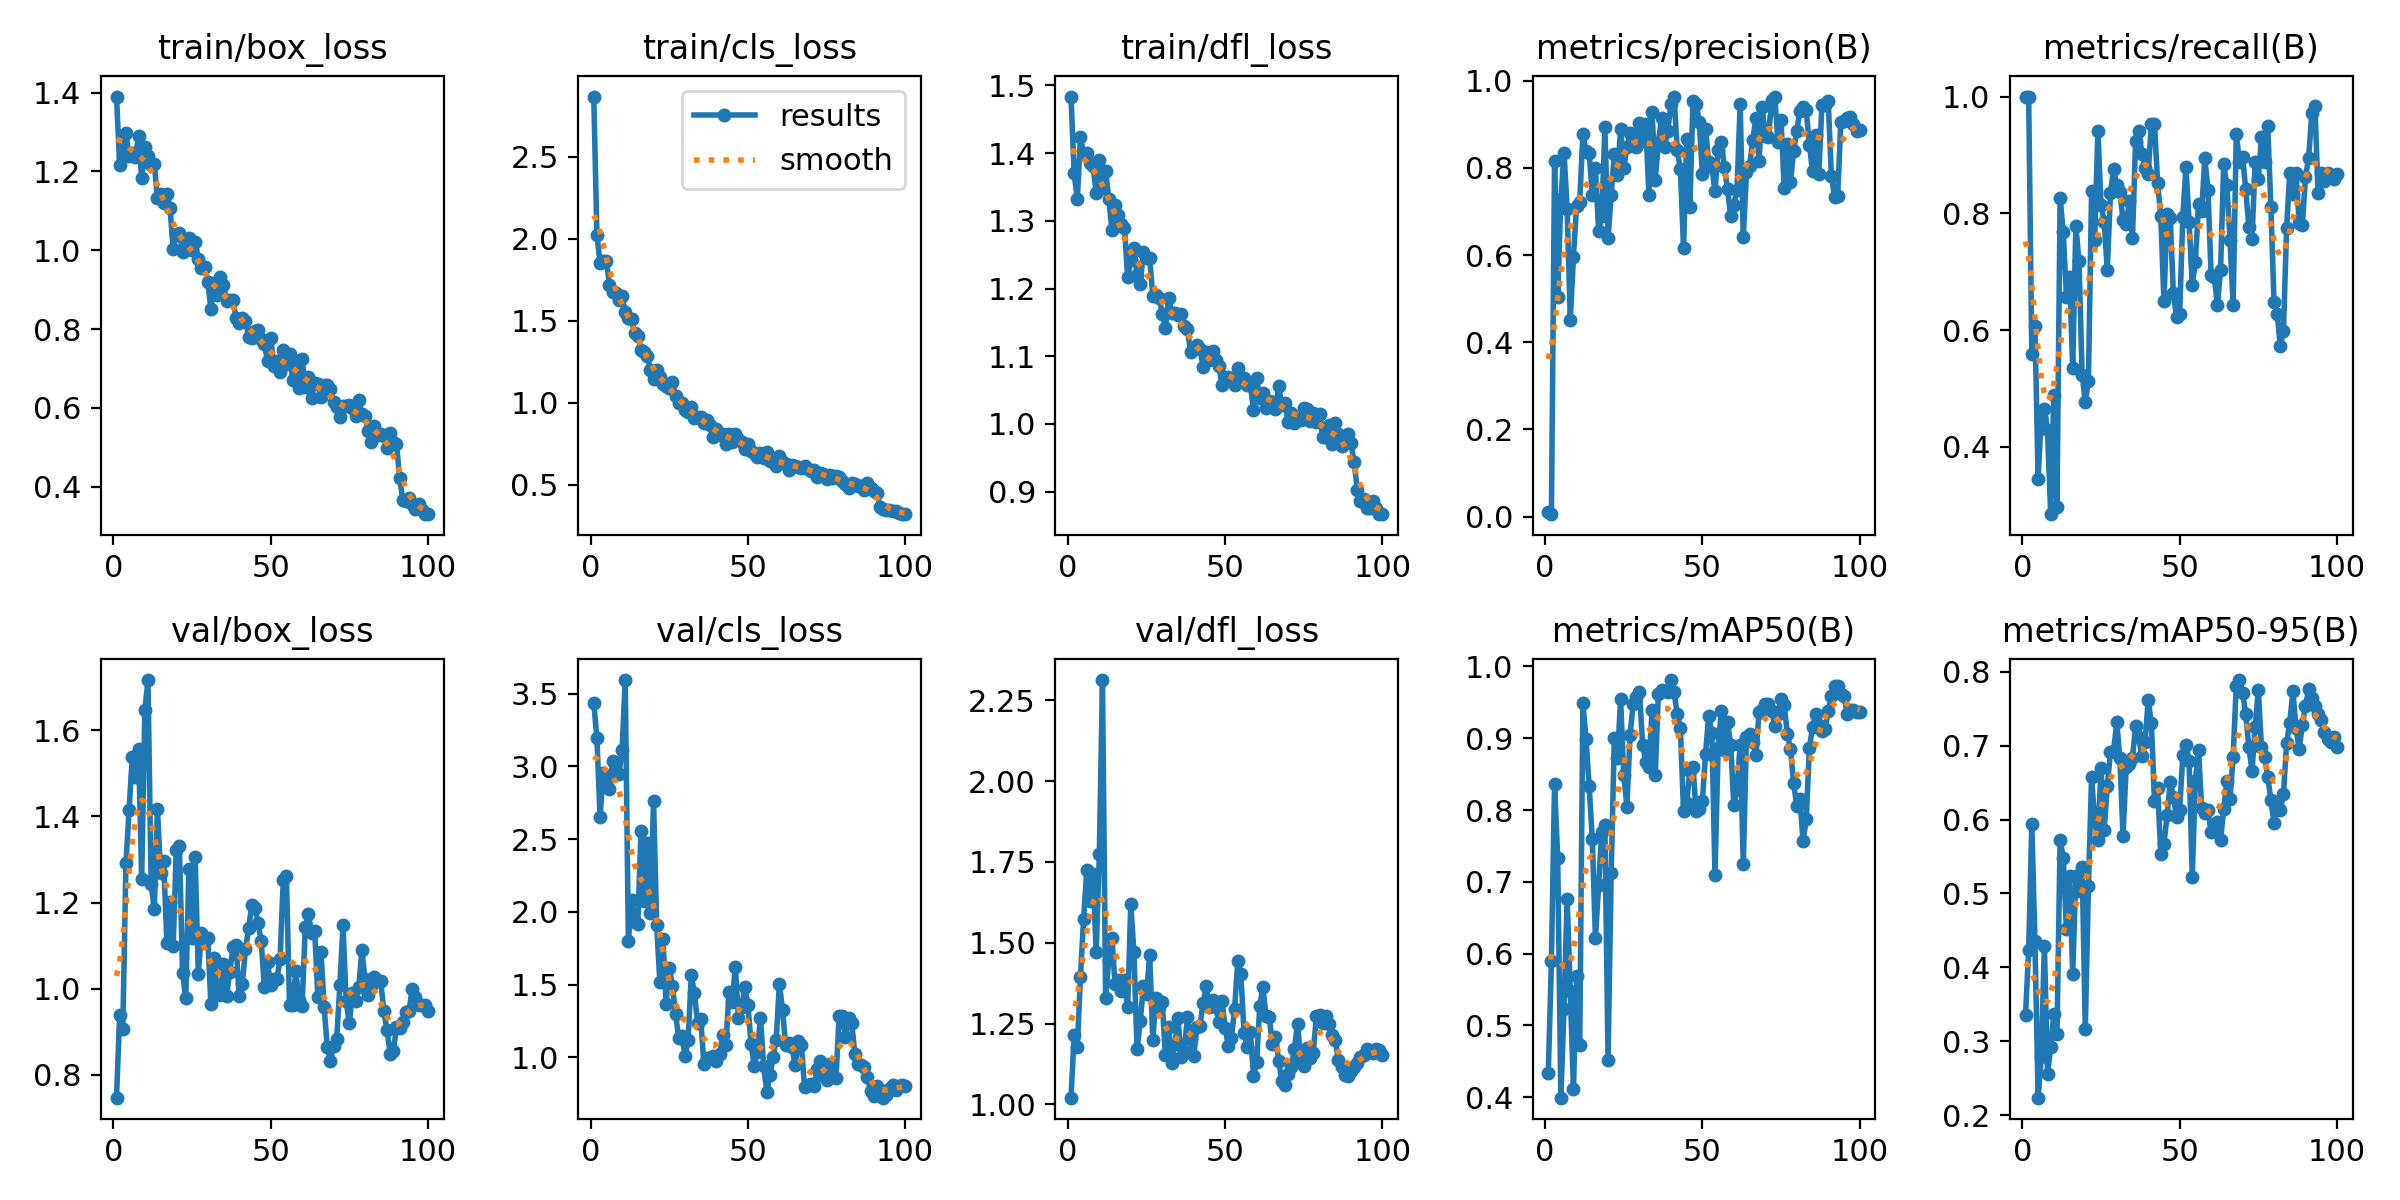 train/box_loss
1.4
1.2
1.0
0.8
0.6
0.4
0 50 100
train/cls_loss
results
smooth
2.5
2.0
1.5
1.0
0.5
0 50 100
train/dfl_loss
1.5
1.4
1.3
1.2
1.1
1.0
0.9
0 50 100
metrics/precision(B)
1.0
0.8
0.6
0.4
0.2
0.0
0 50 100
metrics/recall(B)
1.0
0.8
0.6
0.4
0 50 100
val/box_loss
1.6
1.4
1.2
1.0
0.8
0 50 100
val/cls_loss
3.5
3.0
2.5
2.0
1.5
1.0
0 50 100
val/dfl_loss
2.25
2.00
1.75
1.50
1.25
1.00
0 50 100
metrics/mAP50(B)
1.0
0.9
0.8
0.7
0.6
0.5
0.4
0 50 100
metrics/mAP50-95(B)
0.8
0.7
0.6
0.5
0.4
0.3
0.2
0 50 100